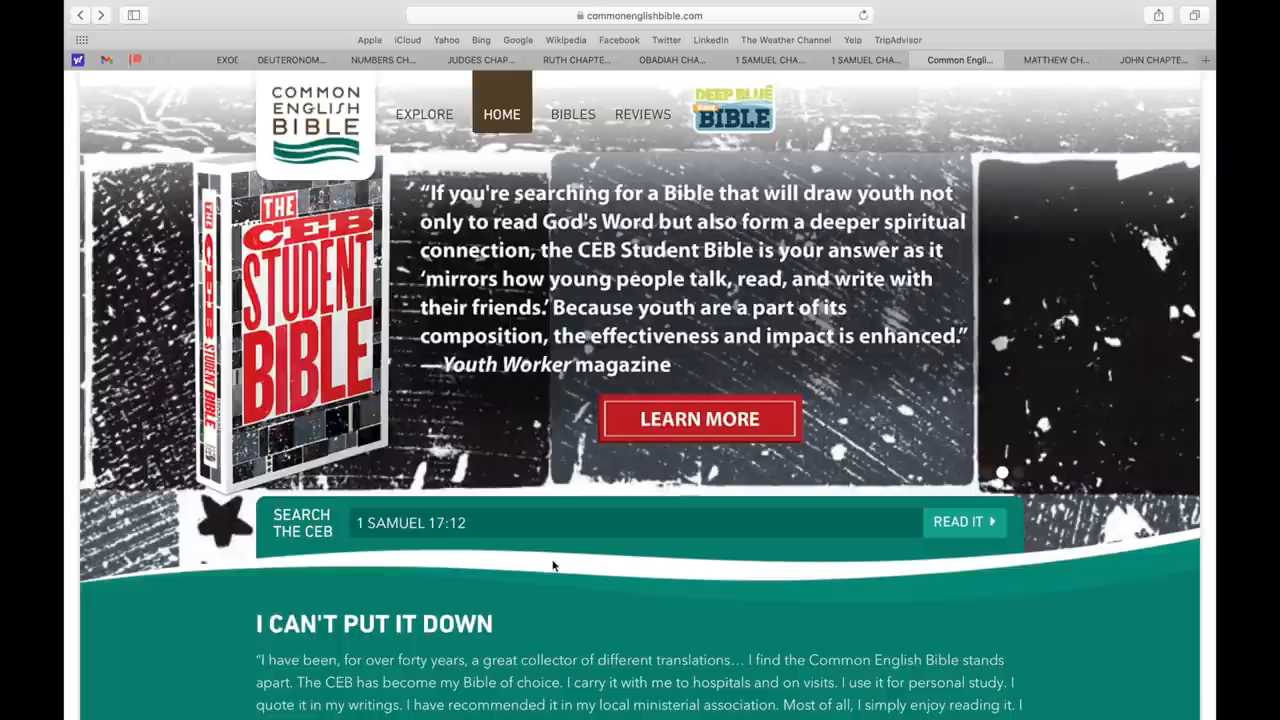 commonenglishbible.com
Apple iCloud Yahoo Bing Google Wikipedia Facebook Twitter LinkedIn The Weather Channel Yelp TripAdvisor
EXOE DEUTERONOM... NUMBERS CH... JUDGES CHAP... RUTH CHAPTE... OBADIAH CHA... 1 SAMUEL CHA... 1 SAMUEL CHA... Common Engli... MATTHEW CH... JOHN CHAPTE...
COMMON
ENGLISH
BIBLE
EXPLORE HOME BIBLES REVIEWS
DEEP BLUE
BIBLE
THE
CEB
STUDENT
BIBLE
THE CEB STUDENT BIBLE
“If you're searching for a Bible that will draw youth not
only to read God's Word but also form a deeper spiritual
connection, the CEB Student Bible is your answer as it
‘mirrors how young people talk, read, and write with
their friends.’ Because youth are a part of its
composition, the effectiveness and impact is enhanced.”
—Youth Worker magazine
LEARN MORE
SEARCH
THE CEB
1 SAMUEL 17:12
READ IT
I CAN'T PUT IT DOWN
“I have been, for over forty years, a great collector of different translations… I find the Common English Bible stands
apart. The CEB has become my Bible of choice. I carry it with me to hospitals and on visits. I use it for personal study. I
quote it in my writings. I have recommended it in my local ministerial association. Most of all, I simply enjoy reading it. I